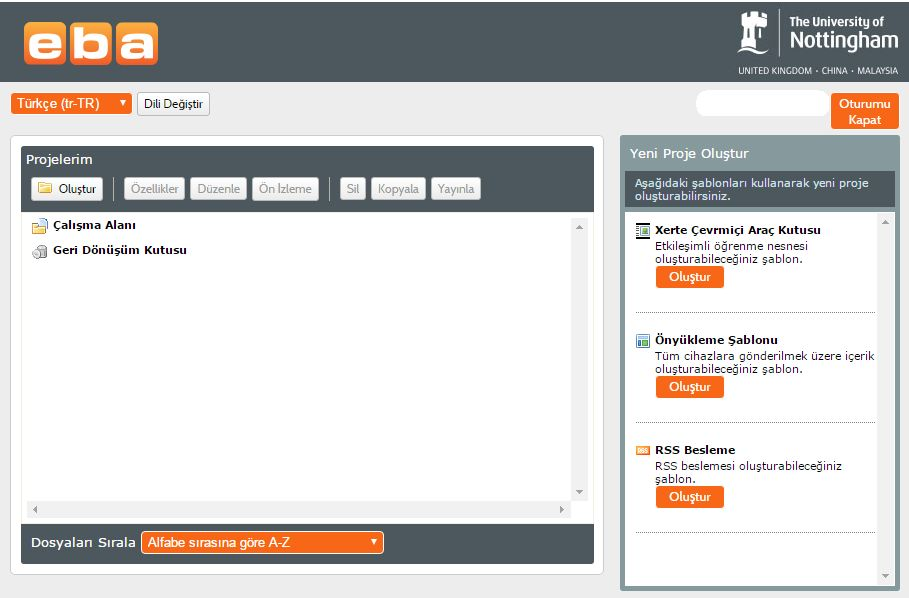 eba
The University of
Nottingham
UNITED KINGDOM · CHINA · MALAYSIA
Türkçe (tr-TR)
Dili Değiştir
Oturumu
Kapat
Projelerim
Oluştur
Özellikler
Düzenle
Ön İzleme
Sil
Kopyala
Yayınla
Çalışma Alanı
Geri Dönüşüm Kutusu
Dosyaları Sırala
Alfabe sırasına göre A-Z
Yeni Proje Oluştur
Aşağıdaki şablonları kullanarak yeni proje
oluşturabilirsiniz.
Xerte Çevrmiçi Araç Kutusu
Etkileşimli öğrenme nesnesi
oluşturabileceğiniz şablon.
Oluştur
Önyükleme Şablonu
Tüm cihazlara gönderilmek üzere içerik
oluşturabileceğiniz şablon.
Oluştur
RSS
RSS Besleme
RSS beslemesi oluşturabileceğiniz
şablon.
Oluştur